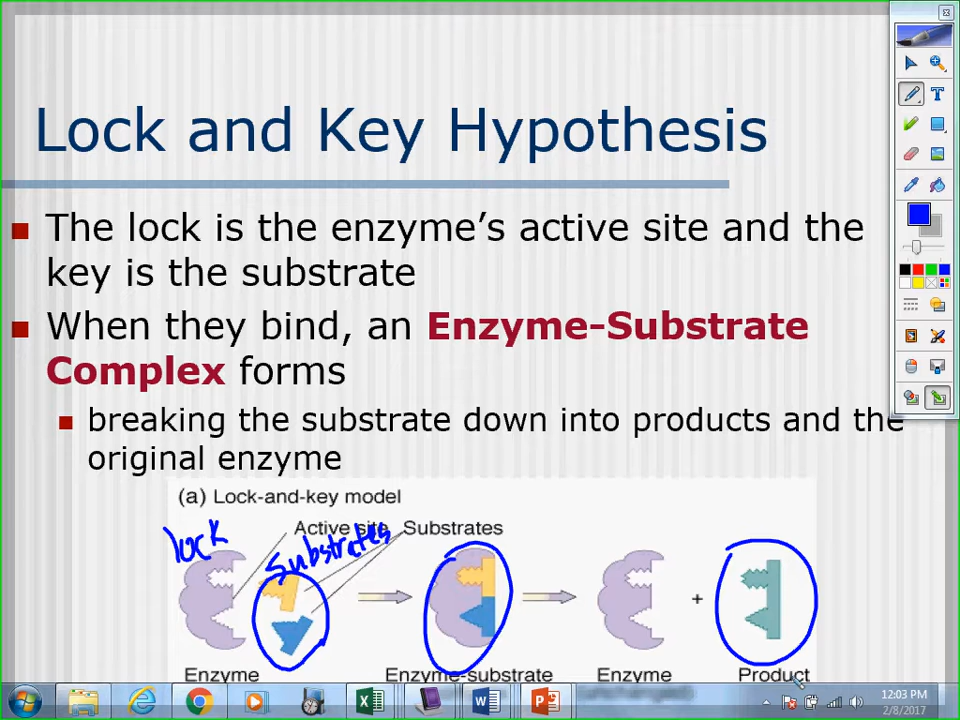 Lock and Key Hypothesis
The lock is the enzyme's active site and the
key is the substrate
When they bind, an Enzyme-Substrate
Complex forms
breaking the substrate down into products and the
original enzyme
(a) Lock-and-key model
Active site Substrates
lock
Substrates
+
Enzyme Enzyme-substrate Enzyme Product
12:03 PM
2/8/2017